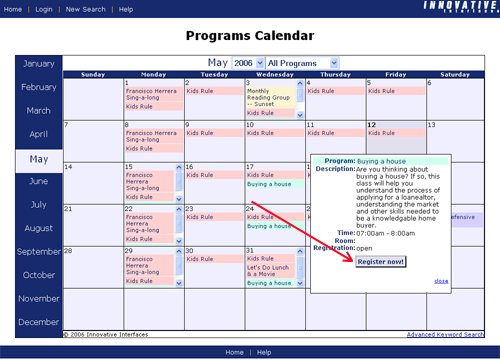 Home | Login | New Search | Help
INNOVATIVE
Interfaces
Programs Calendar
May 2006 All Programs
January
February
March
April
May
June
July
August
September
October
November
December
Sunday Monday Tuesday Wednesday Thursday Friday Saturday
1 2 3 4 5 6
Francisco Herrera Sing-a-long
Kids Rule
Kids Rule
Monthly Reading Group -- Sunset
Kids Rule
Kids Rule
Kids Rule
7 8 9 10 11 12 13
Francisco Herrera Sing-a-long
Kids Rule
Kids Rule
Kids Rule
Kids Rule
Kids Rule
14 15 16 17
Francisco Herrera Sing-a-long
Kids Rule
Kids Rule
Kids Rule
Buying a house
21 22 23 24
Francisco Herrera Sing-a-long
Kids Rule
Kids Rule
Kids Rule
Buying a house
efensive
28 29 30 31
Francisco Herrera Sing-a-long
Kids Rule
Kids Rule
Kids Rule
Let's Do Lunch & a Movie
Buying a house
Program: Buying a house
Description: Are you thinking about
buying a house? If so, this
class will help you
understand the process of
applying for a loanealtor,
understanding the market
and other skills needed to
be a knowledgable home
buyer.
Time: 07:00am - 8:00am
Room:
Registration: open
Register now!
close
© 2006 Innovative Interfaces
Advanced Keyword Search
Home | Help